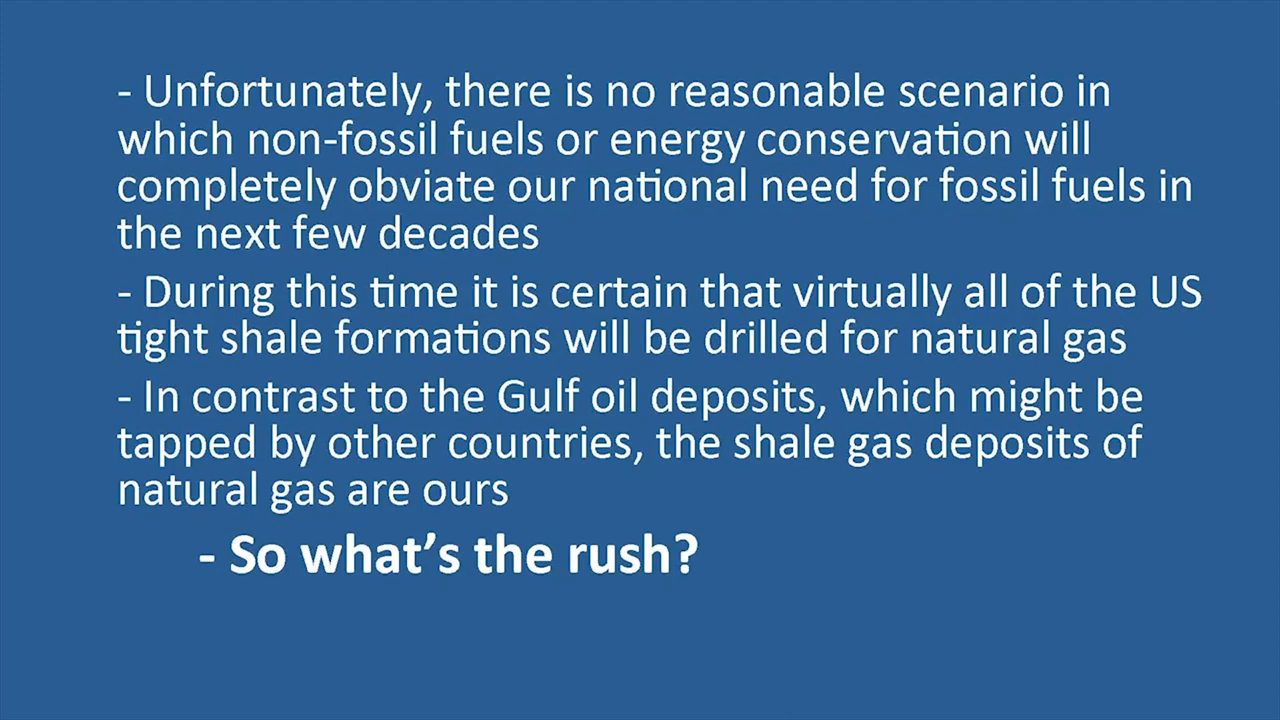 - Unfortunately, there is no reasonable scenario in
which non-fossil fuels or energy conservation will
completely obviate our national need for fossil fuels in
the next few decades
- During this time it is certain that virtually all of the US
tight shale formations will be drilled for natural gas
- In contrast to the Gulf oil deposits, which might be
tapped by other countries, the shale gas deposits of
natural gas are ours
- So what’s the rush?